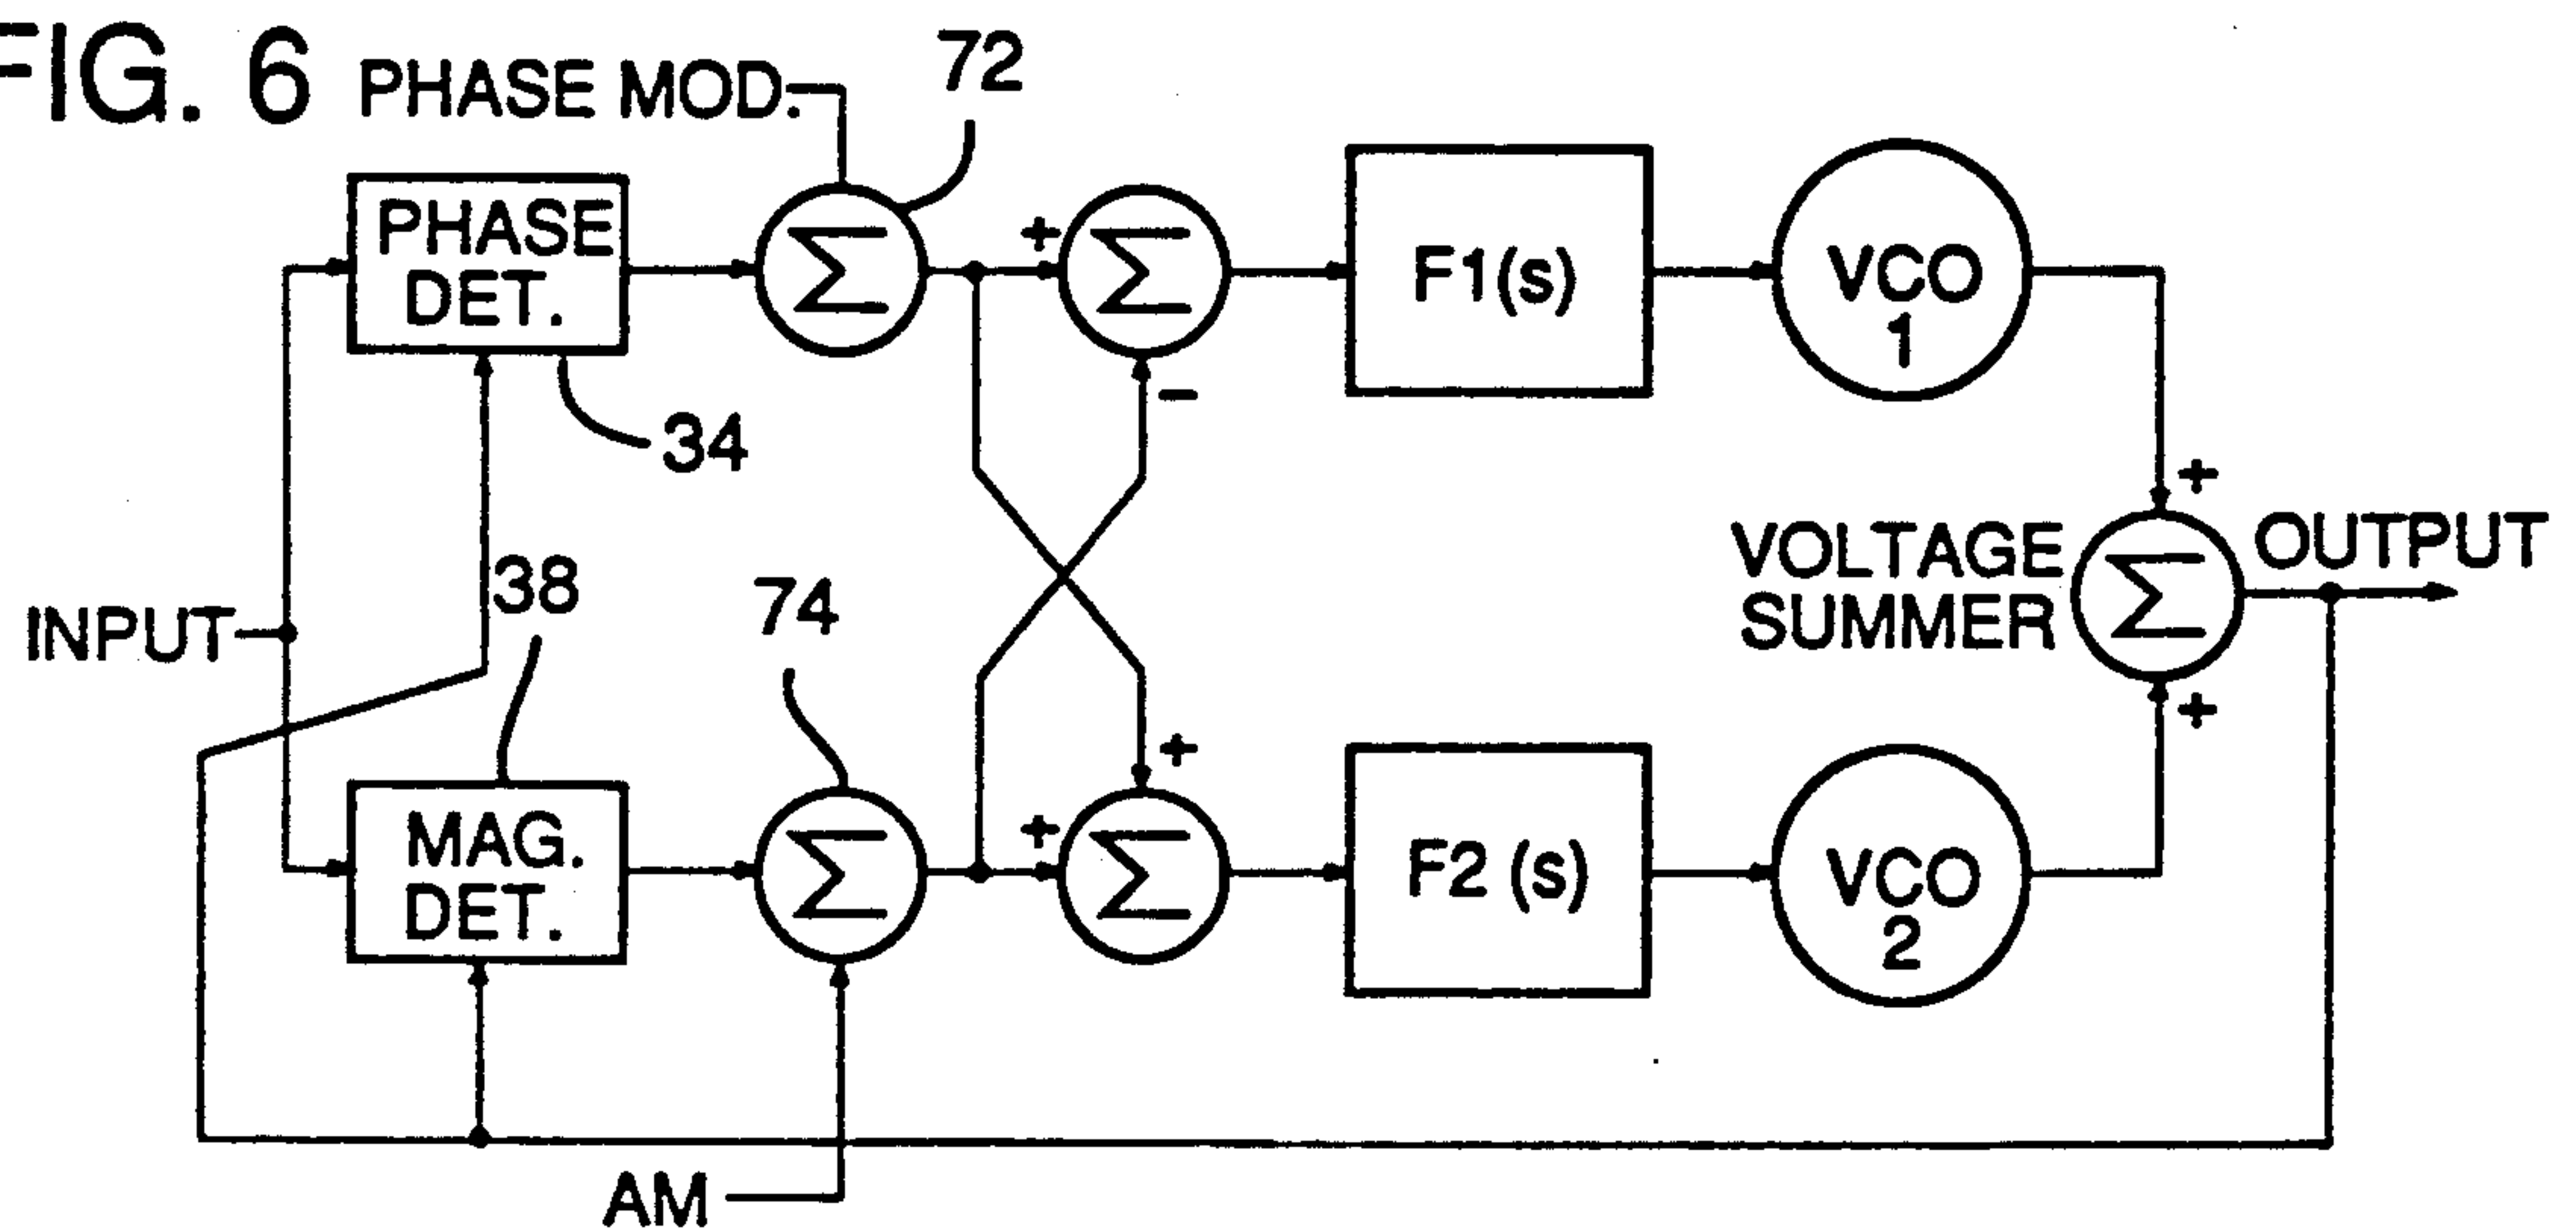 FIG. 6
PHASE MOD.
72
PHASE
DET.
Σ
Σ
F1(s)
VCO
1
+
−
34
+
38
74
INPUT
VOLTAGE
SUMMER
Σ
OUTPUT
+
+
+
MAG.
DET.
Σ
Σ
F2 (s)
VCO
2
AM